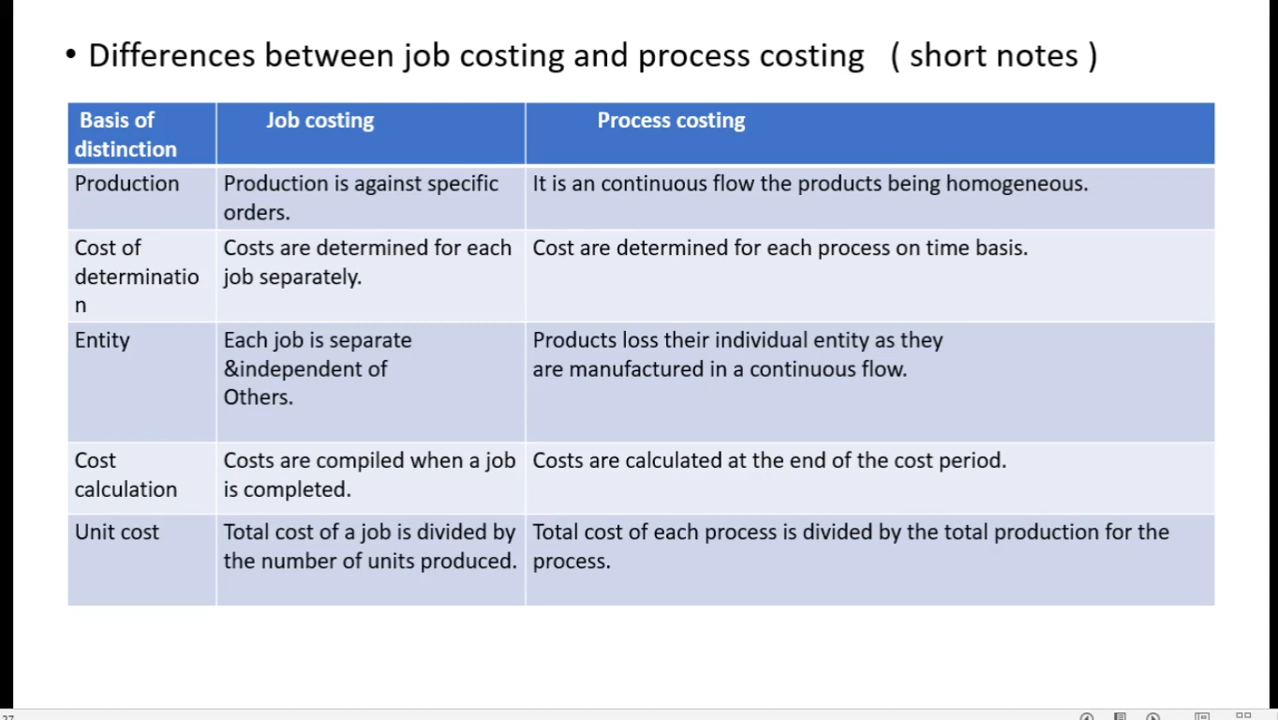 • Differences between job costing and process costing ( short notes )
Basis of
distinction
Job costing
Process costing
Production
Production is against specific
orders.
It is an continuous flow the products being homogeneous.
Cost of
determinatio
n
Costs are determined for each
job separately.
Cost are determined for each process on time basis.
Entity
Each job is separate
&independent of
Others.
Products loss their individual entity as they
are manufactured in a continuous flow.
Cost
calculation
Costs are compiled when a job
is completed.
Costs are calculated at the end of the cost period.
Unit cost
Total cost of a job is divided by
the number of units produced.
Total cost of each process is divided by the total production for the
process.
27